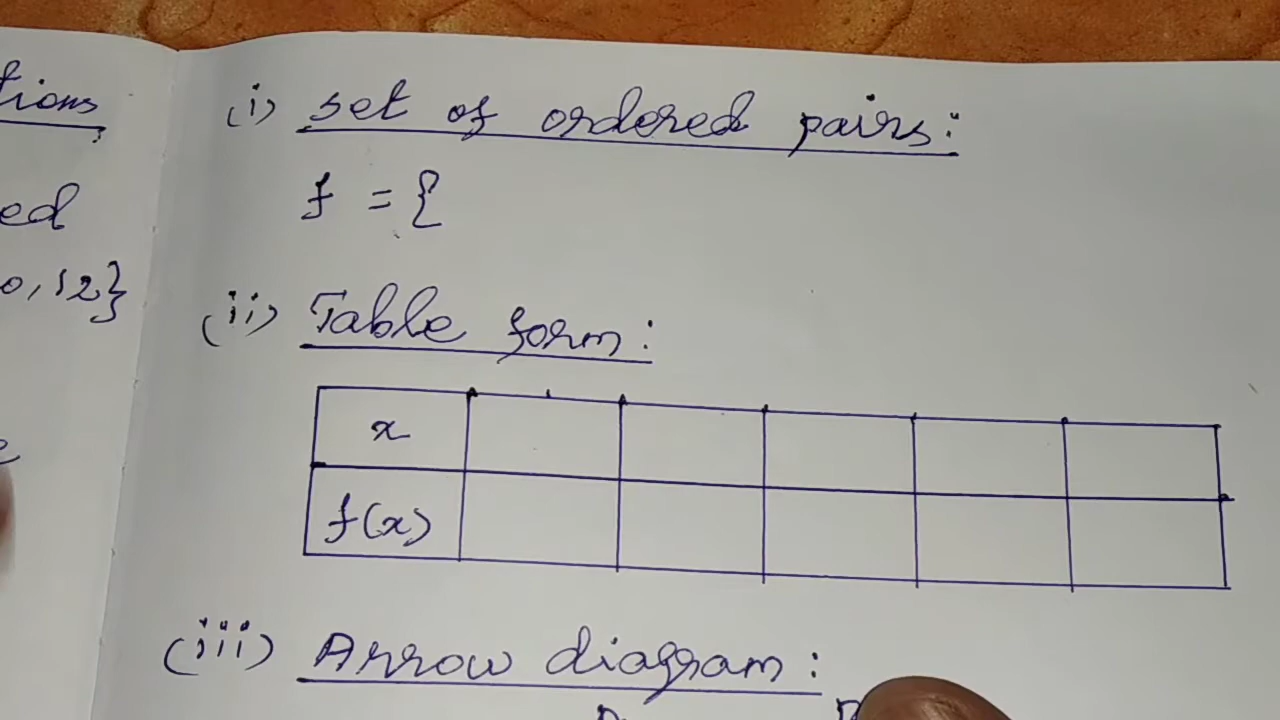 tions
ed
0,12}
(i) set of ordered pairs:
f = {
(ii) Table form:
x
f(x)
(iii) Arrow diagram: